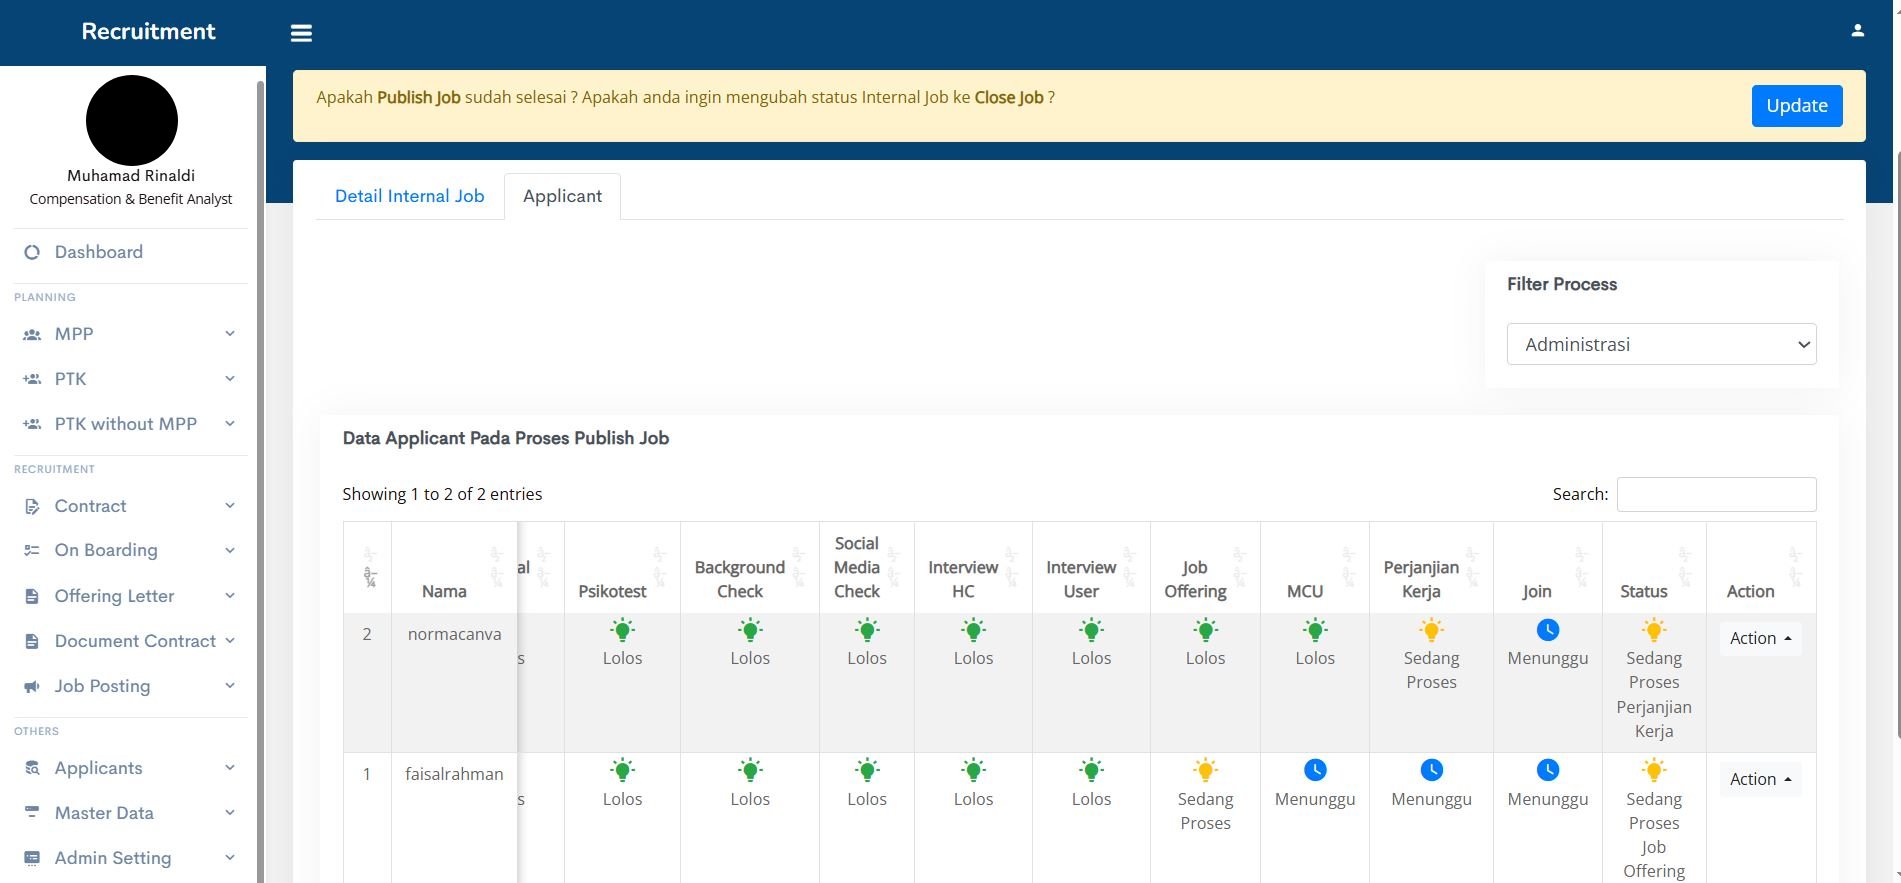 Recruitment
Apakah Publish Job sudah selesai ? Apakah anda ingin mengubah status Internal Job ke Close Job ?
Update
Muhamad Rinaldi
Compensation & Benefit Analyst
Dashboard
PLANNING
MPP
PTK
PTK without MPP
RECRUITMENT
Contract
On Boarding
Offering Letter
Document Contract
Job Posting
OTHERS
Applicants
Master Data
Admin Setting
Detail Internal Job
Applicant
Filter Process
Administrasi
Data Applicant Pada Proses Publish Job
Showing 1 to 2 of 2 entries
Search:
Nama
al
Psikotest
Background
Check
Social
Media
Check
Interview
HC
Interview
User
Job
Offering
MCU
Perjanjian
Kerja
Join
Status
Action
2
normacanva
s
Lolos
Lolos
Lolos
Lolos
Lolos
Lolos
Lolos
Sedang
Proses
Menunggu
Sedang
Proses
Perjanjian
Kerja
Action
1
faisalrahman
s
Lolos
Lolos
Lolos
Lolos
Lolos
Sedang
Proses
Menunggu
Menunggu
Menunggu
Sedang
Proses
Job
Offering
Action